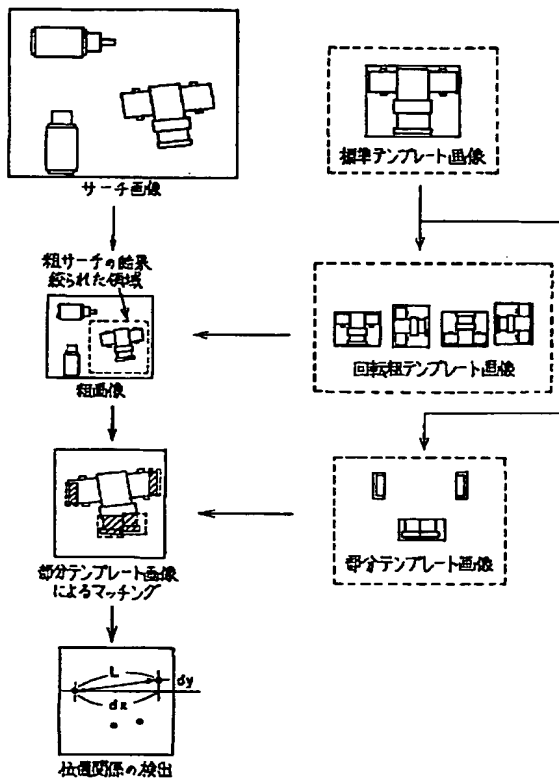 サーチ画像
標準テンプレート画像
粗サーチの結果
絞られた領域
粗画像
回転粗テンプレート画像
部分テンプレート画像
によるマッチング
部分テンプレート画像
L
dy
dx
位置関係の検出